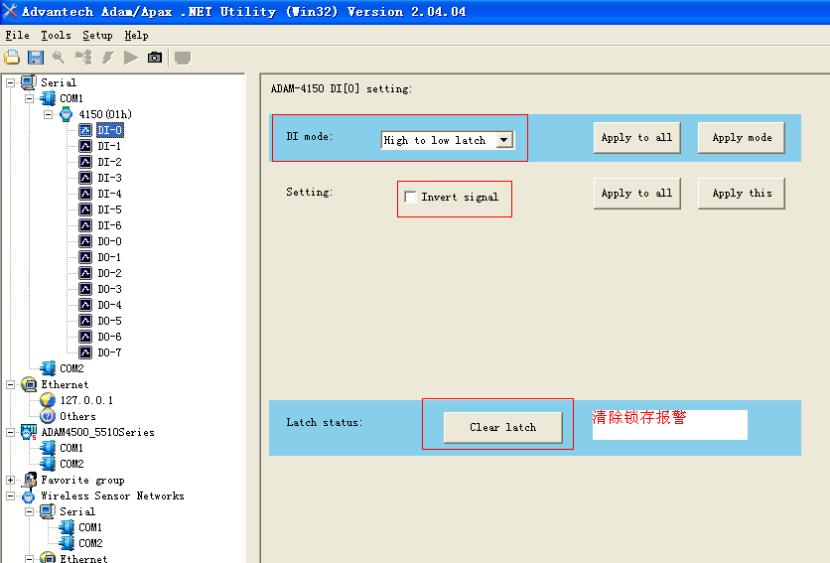 Advantech Adam/Apax .NET Utility (Win32) Version 2.04.04
File Tools Setup Help
Serial
COM1
4150(01h)
DI-0
DI-1
DI-2
DI-3
DI-4
DI-5
DI-6
DO-0
DO-1
DO-2
DO-3
DO-4
DO-5
DO-6
DO-7
COM2
Ethernet
127.0.0.1
Others
ADAM4500_5510Series
COM1
COM2
Favorite group
Wireless Sensor Networks
Serial
COM1
COM2
Ethernet
ADAM-4150 DI[0] setting:
DI mode: High to low latch Apply to all Apply mode
Setting: Invert signal Apply to all Apply this
Latch status: Clear latch 清除锁存报警